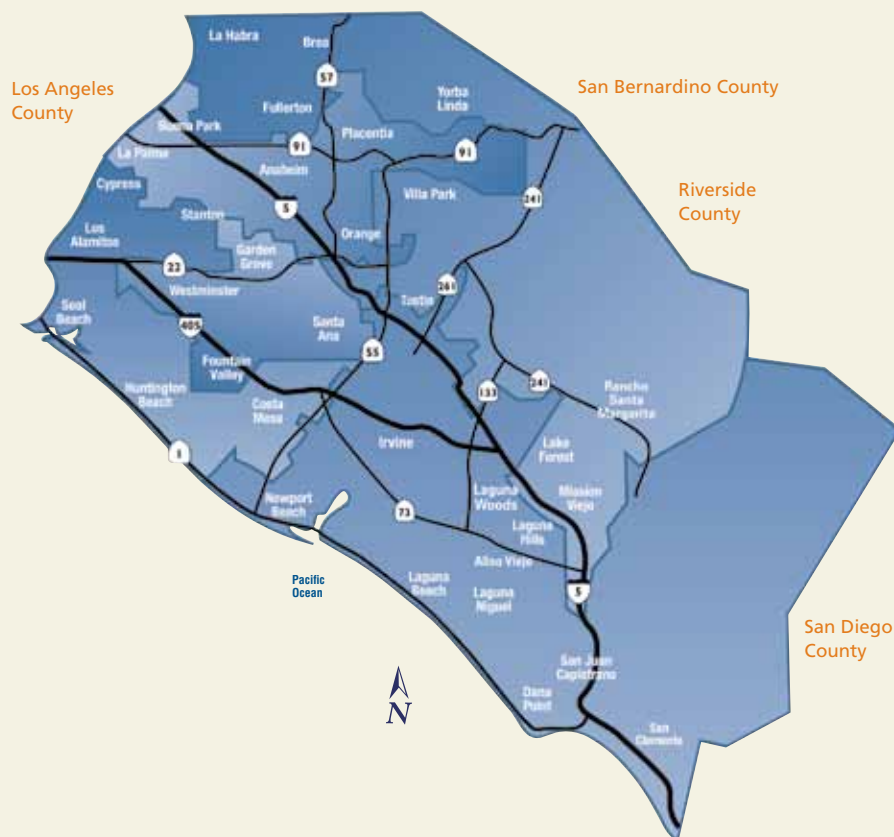 La Habra
Brea
57
Los Angeles
County
San Bernardino County
Yorba
Linda
Fullerton
Buena Park
Placentia
91
91
La Palma
Anaheim
Cypress
Villa Park
Riverside
County
241
5
Stanton
Los
Alamitos
Orange
Garden
Grove
22
Westminster
261
Tustin
Seal
Beach
405
Santa
Ana
55
Fountain
Valley
Huntington
Beach
Costa
Mesa
133
241
Rancho
Santa
Margarita
Irvine
Lake
Forest
1
Newport
Beach
Laguna
Woods
Mission
Viejo
73
Laguna
Hills
Aliso Viejo
Pacific
Ocean
Laguna
Beach
Laguna
Niguel
5
San Diego
County
San Juan
Capistrano
N
Dana
Point
San
Clemente